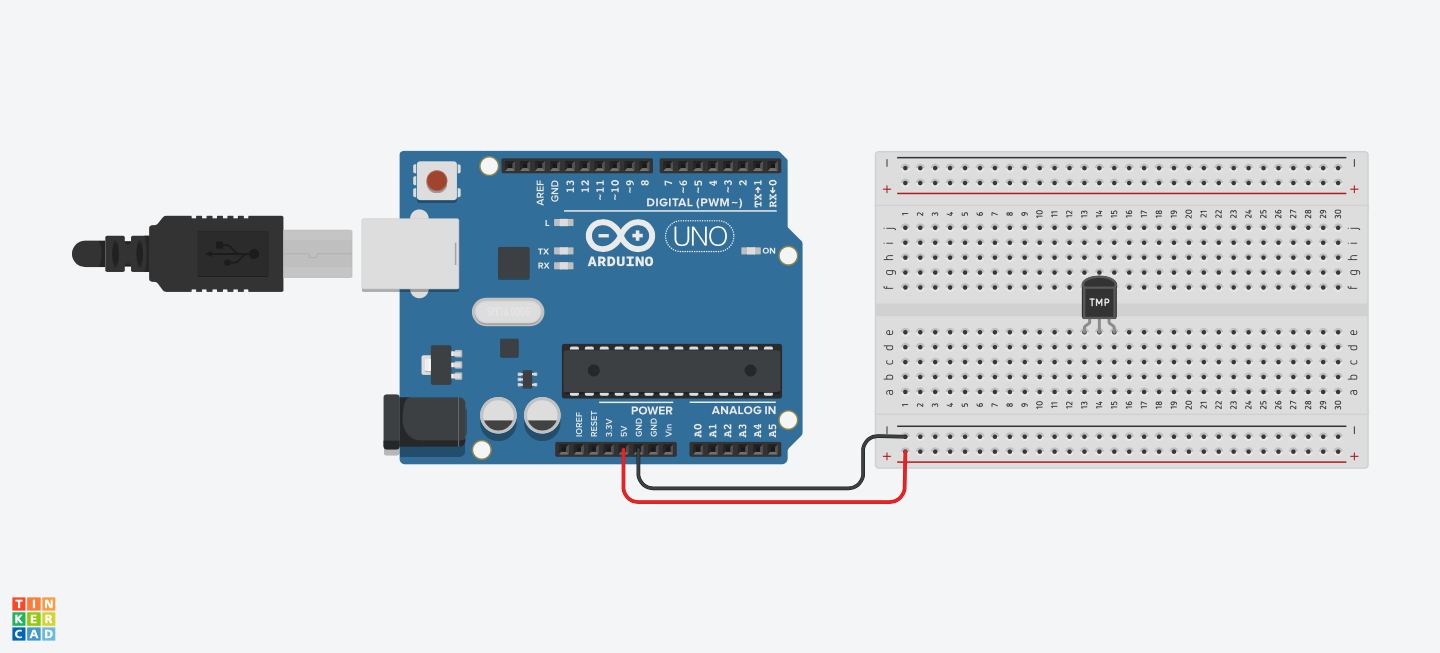 AREF
GND
13
12
~11
~10
~9
8
7
~6
~5
4
~3
2
TX→1
RX←0
DIGITAL (PWM~)
L
TX
RX
ARDUINO
UNO
ON
POWER
ANALOG IN
IOREF
RESET
3.3V
5V
GND
GND
Vin
A0
A1
A2
A3
A4
A5
− −
+ +
1 2 3 4 5 6 7 8 9 10 11 12 13 14 15 16 17 18 19 20 21 22 23 24 25 26 27 28 29 30
j j
i i
h h
g g
f f
TMP
e e
d d
c c
b b
a a
1 2 3 4 5 6 7 8 9 10 11 12 13 14 15 16 17 18 19 20 21 22 23 24 25 26 27 28 29 30
− −
+ +
TIN
KER
CAD